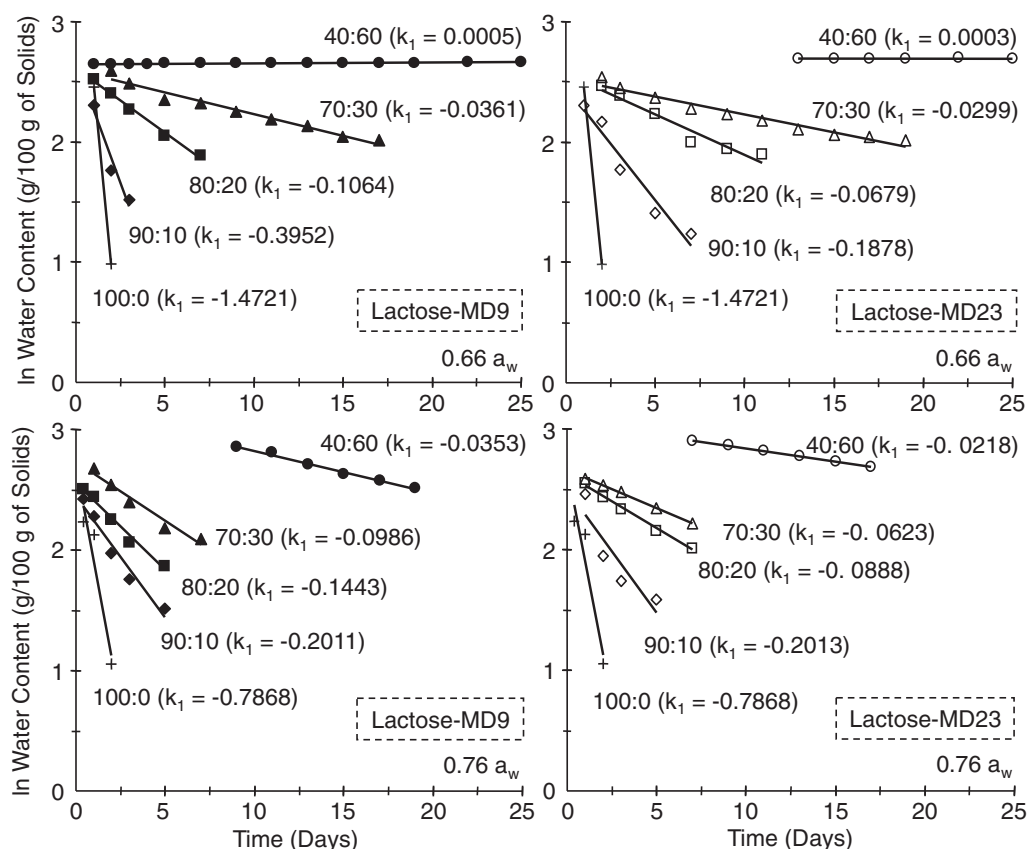 3
40:60 (k1 = 0.0005)
70:30 (k1 = -0.0361)
80:20 (k1 = -0.1064)
90:10 (k1 = -0.3952)
100:0 (k1 = -1.4721)
Lactose-MD9
0.66 aw
2
1
0
0 5 10 15 20 25
ln Water Content (g/100 g of Solids)
3
40:60 (k1 = 0.0003)
70:30 (k1 = -0.0299)
80:20 (k1 = -0.0679)
90:10 (k1 = -0.1878)
100:0 (k1 = -1.4721)
Lactose-MD23
0.66 aw
2
1
0
0 5 10 15 20 25
3
40:60 (k1 = -0.0353)
70:30 (k1 = -0.0986)
80:20 (k1 = -0.1443)
90:10 (k1 = -0.2011)
100:0 (k1 = -0.7868)
Lactose-MD9
0.76 aw
2
1
0
0 5 10 15 20 25
Time (Days)
ln Water Content (g/100 g of Solids)
3
40:60 (k1 = -0.0218)
70:30 (k1 = -0.0623)
80:20 (k1 = -0.0888)
90:10 (k1 = -0.2013)
100:0 (k1 = -0.7868)
Lactose-MD23
0.76 aw
2
1
0
0 5 10 15 20 25
Time (Days)